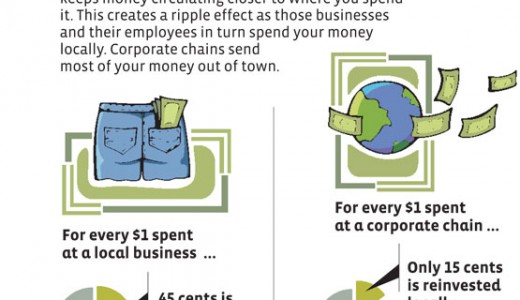 keeps money circulating closer to where you spend
it. This creates a ripple effect as those businesses
and their employees in turn spend your money
locally. Corporate chains send
most of your money out of town.
For every $1 spent
at a local business ...
45 cents is
For every $1 spent
at a corporate chain ...
Only 15 cents
is reinvested